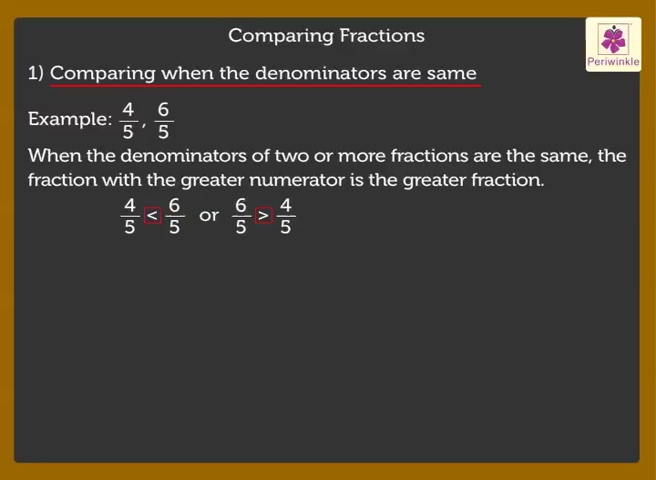 Comparing Fractions
Periwinkle
1) Comparing when the denominators are same
Example: 4/5, 6/5
When the denominators of two or more fractions are the same, the
fraction with the greater numerator is the greater fraction.
4/5 < 6/5 or 6/5 > 4/5